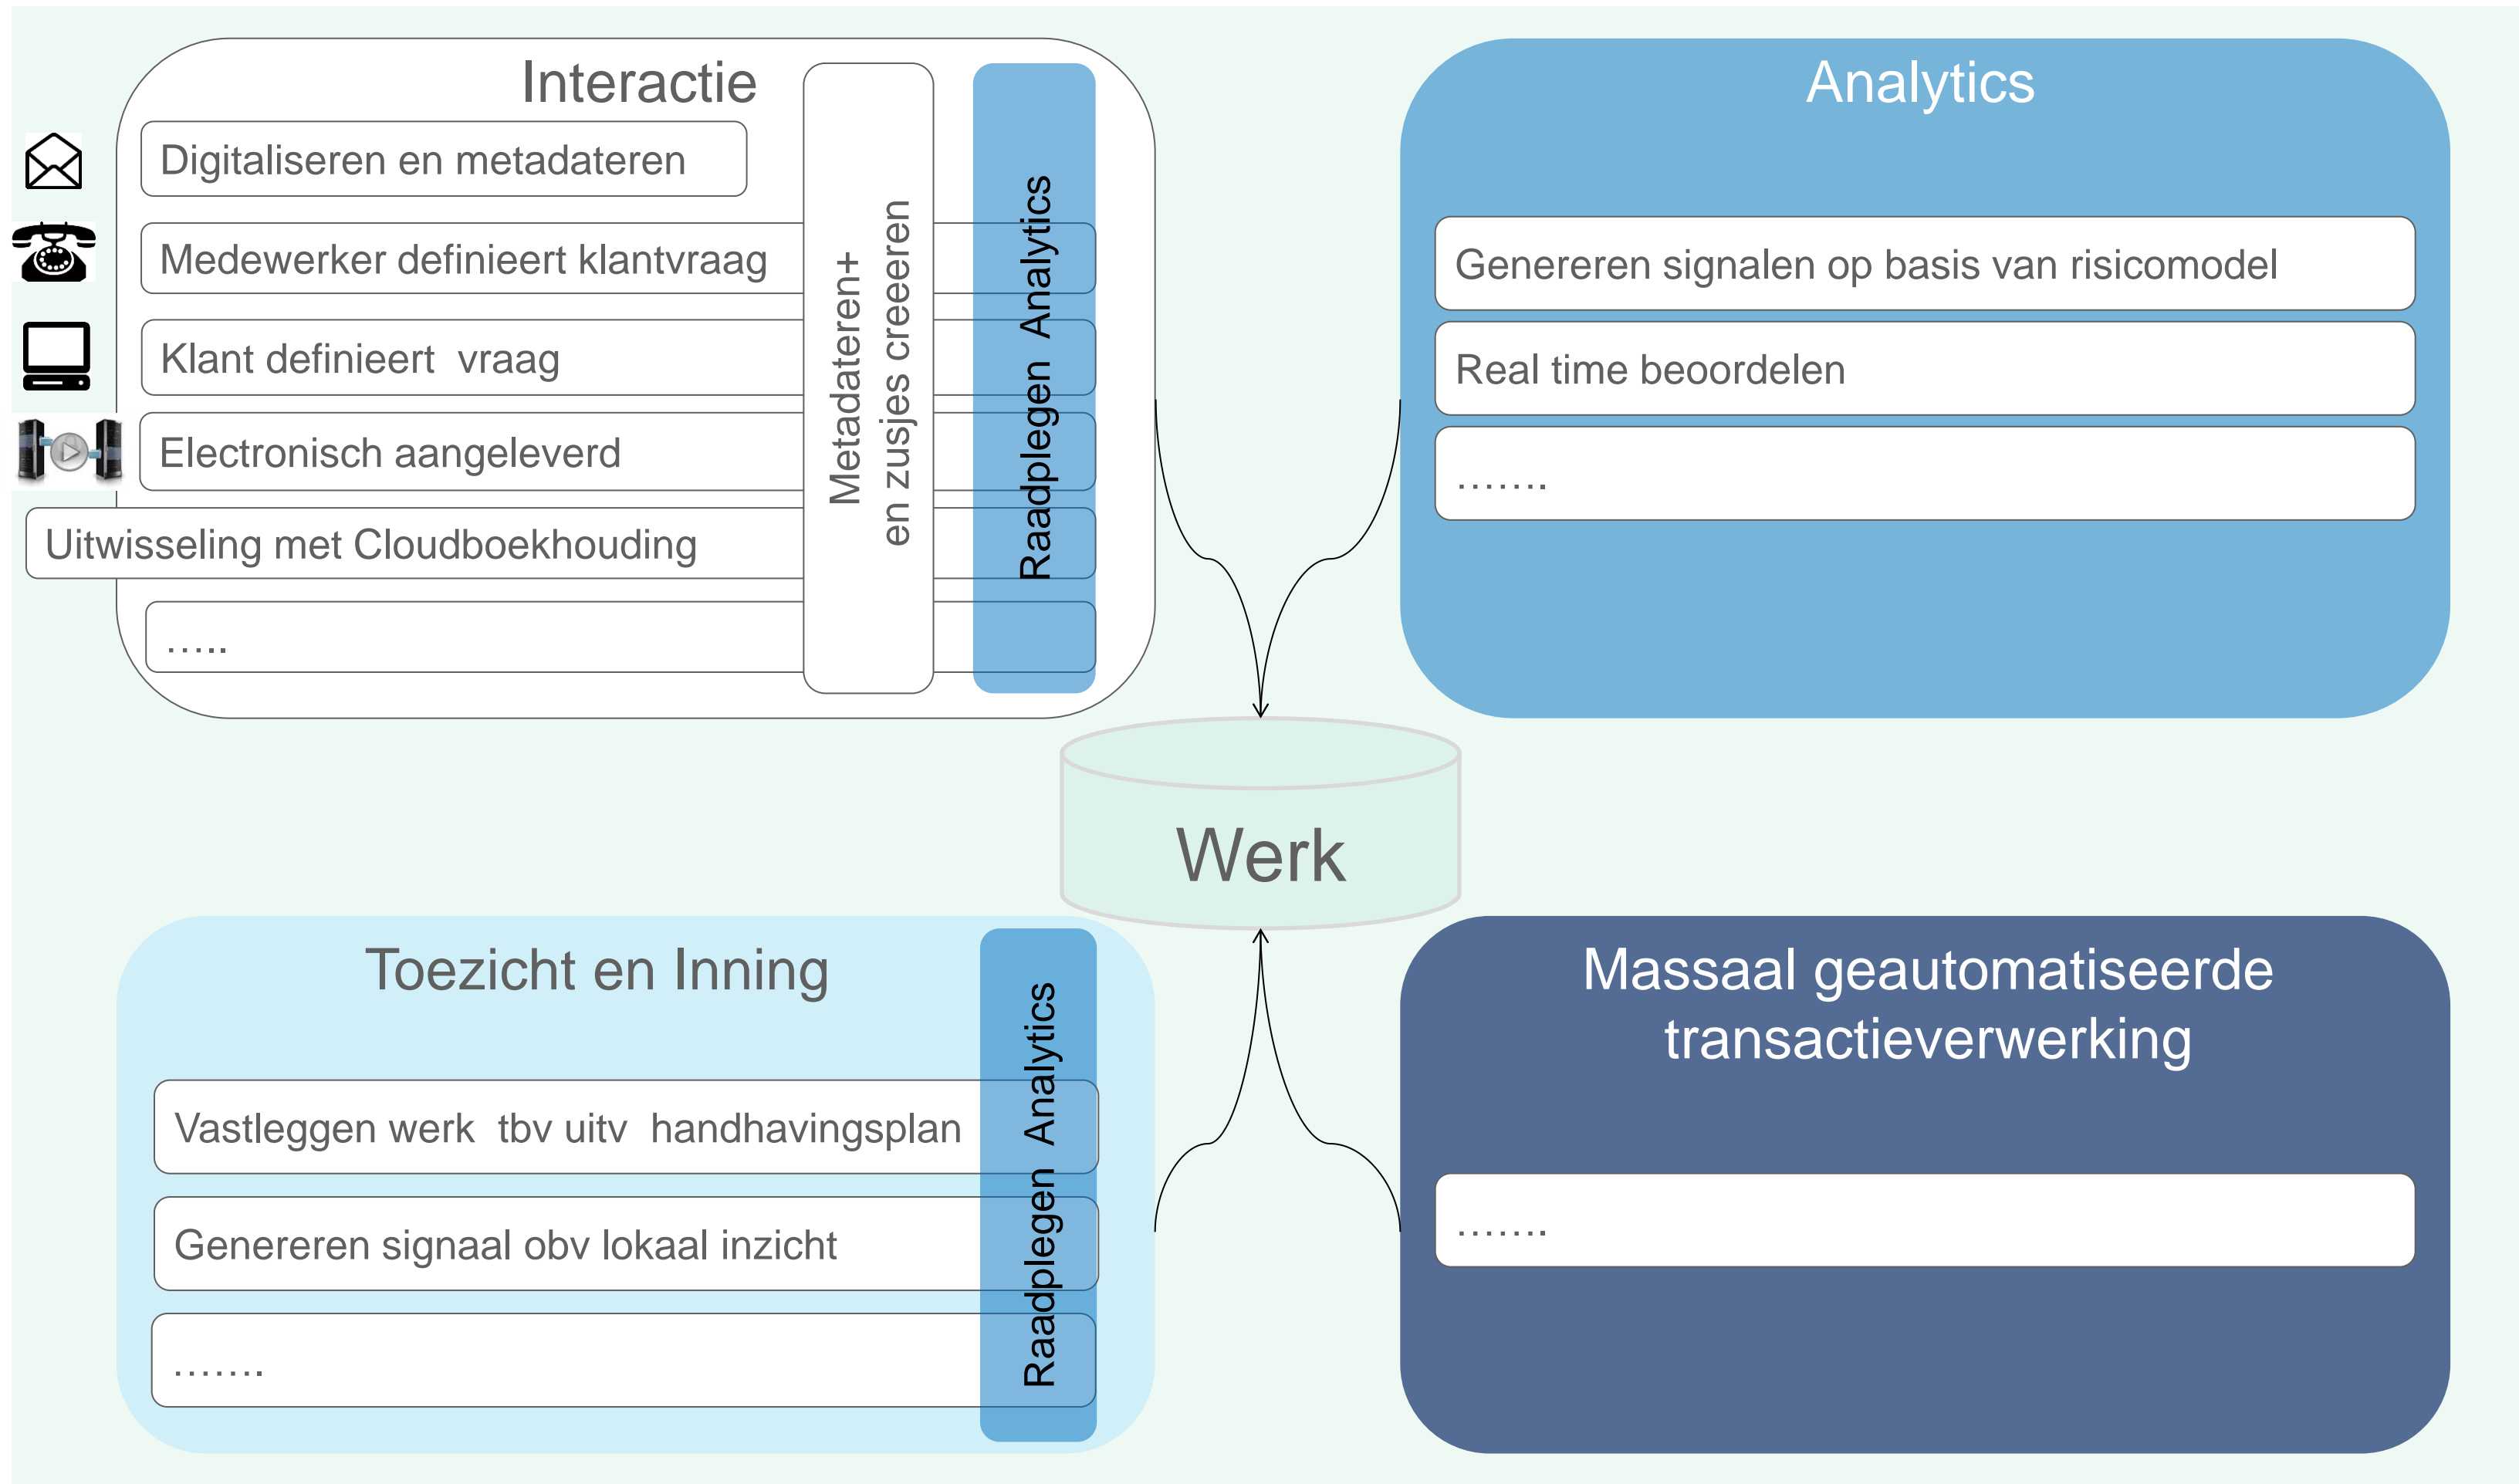 Interactie
Digitaliseren en metadateren
Medewerker definieert klantvraag
Klant definieert  vraag
Electronisch aangeleverd
Uitwisseling met Cloudboekhouding
…..
Metadateren+
en zusjes creeeren
Raadplegen  Analytics
Analytics
Genereren signalen op basis van risicomodel
Real time beoordelen
…….
Werk
Toezicht en Inning
Vastleggen werk  tbv uitv  handhavingsplan
Genereren signaal obv lokaal inzicht
…….
Raadplegen  Analytics
Massaal geautomatiseerde
transactieverwerking
…….